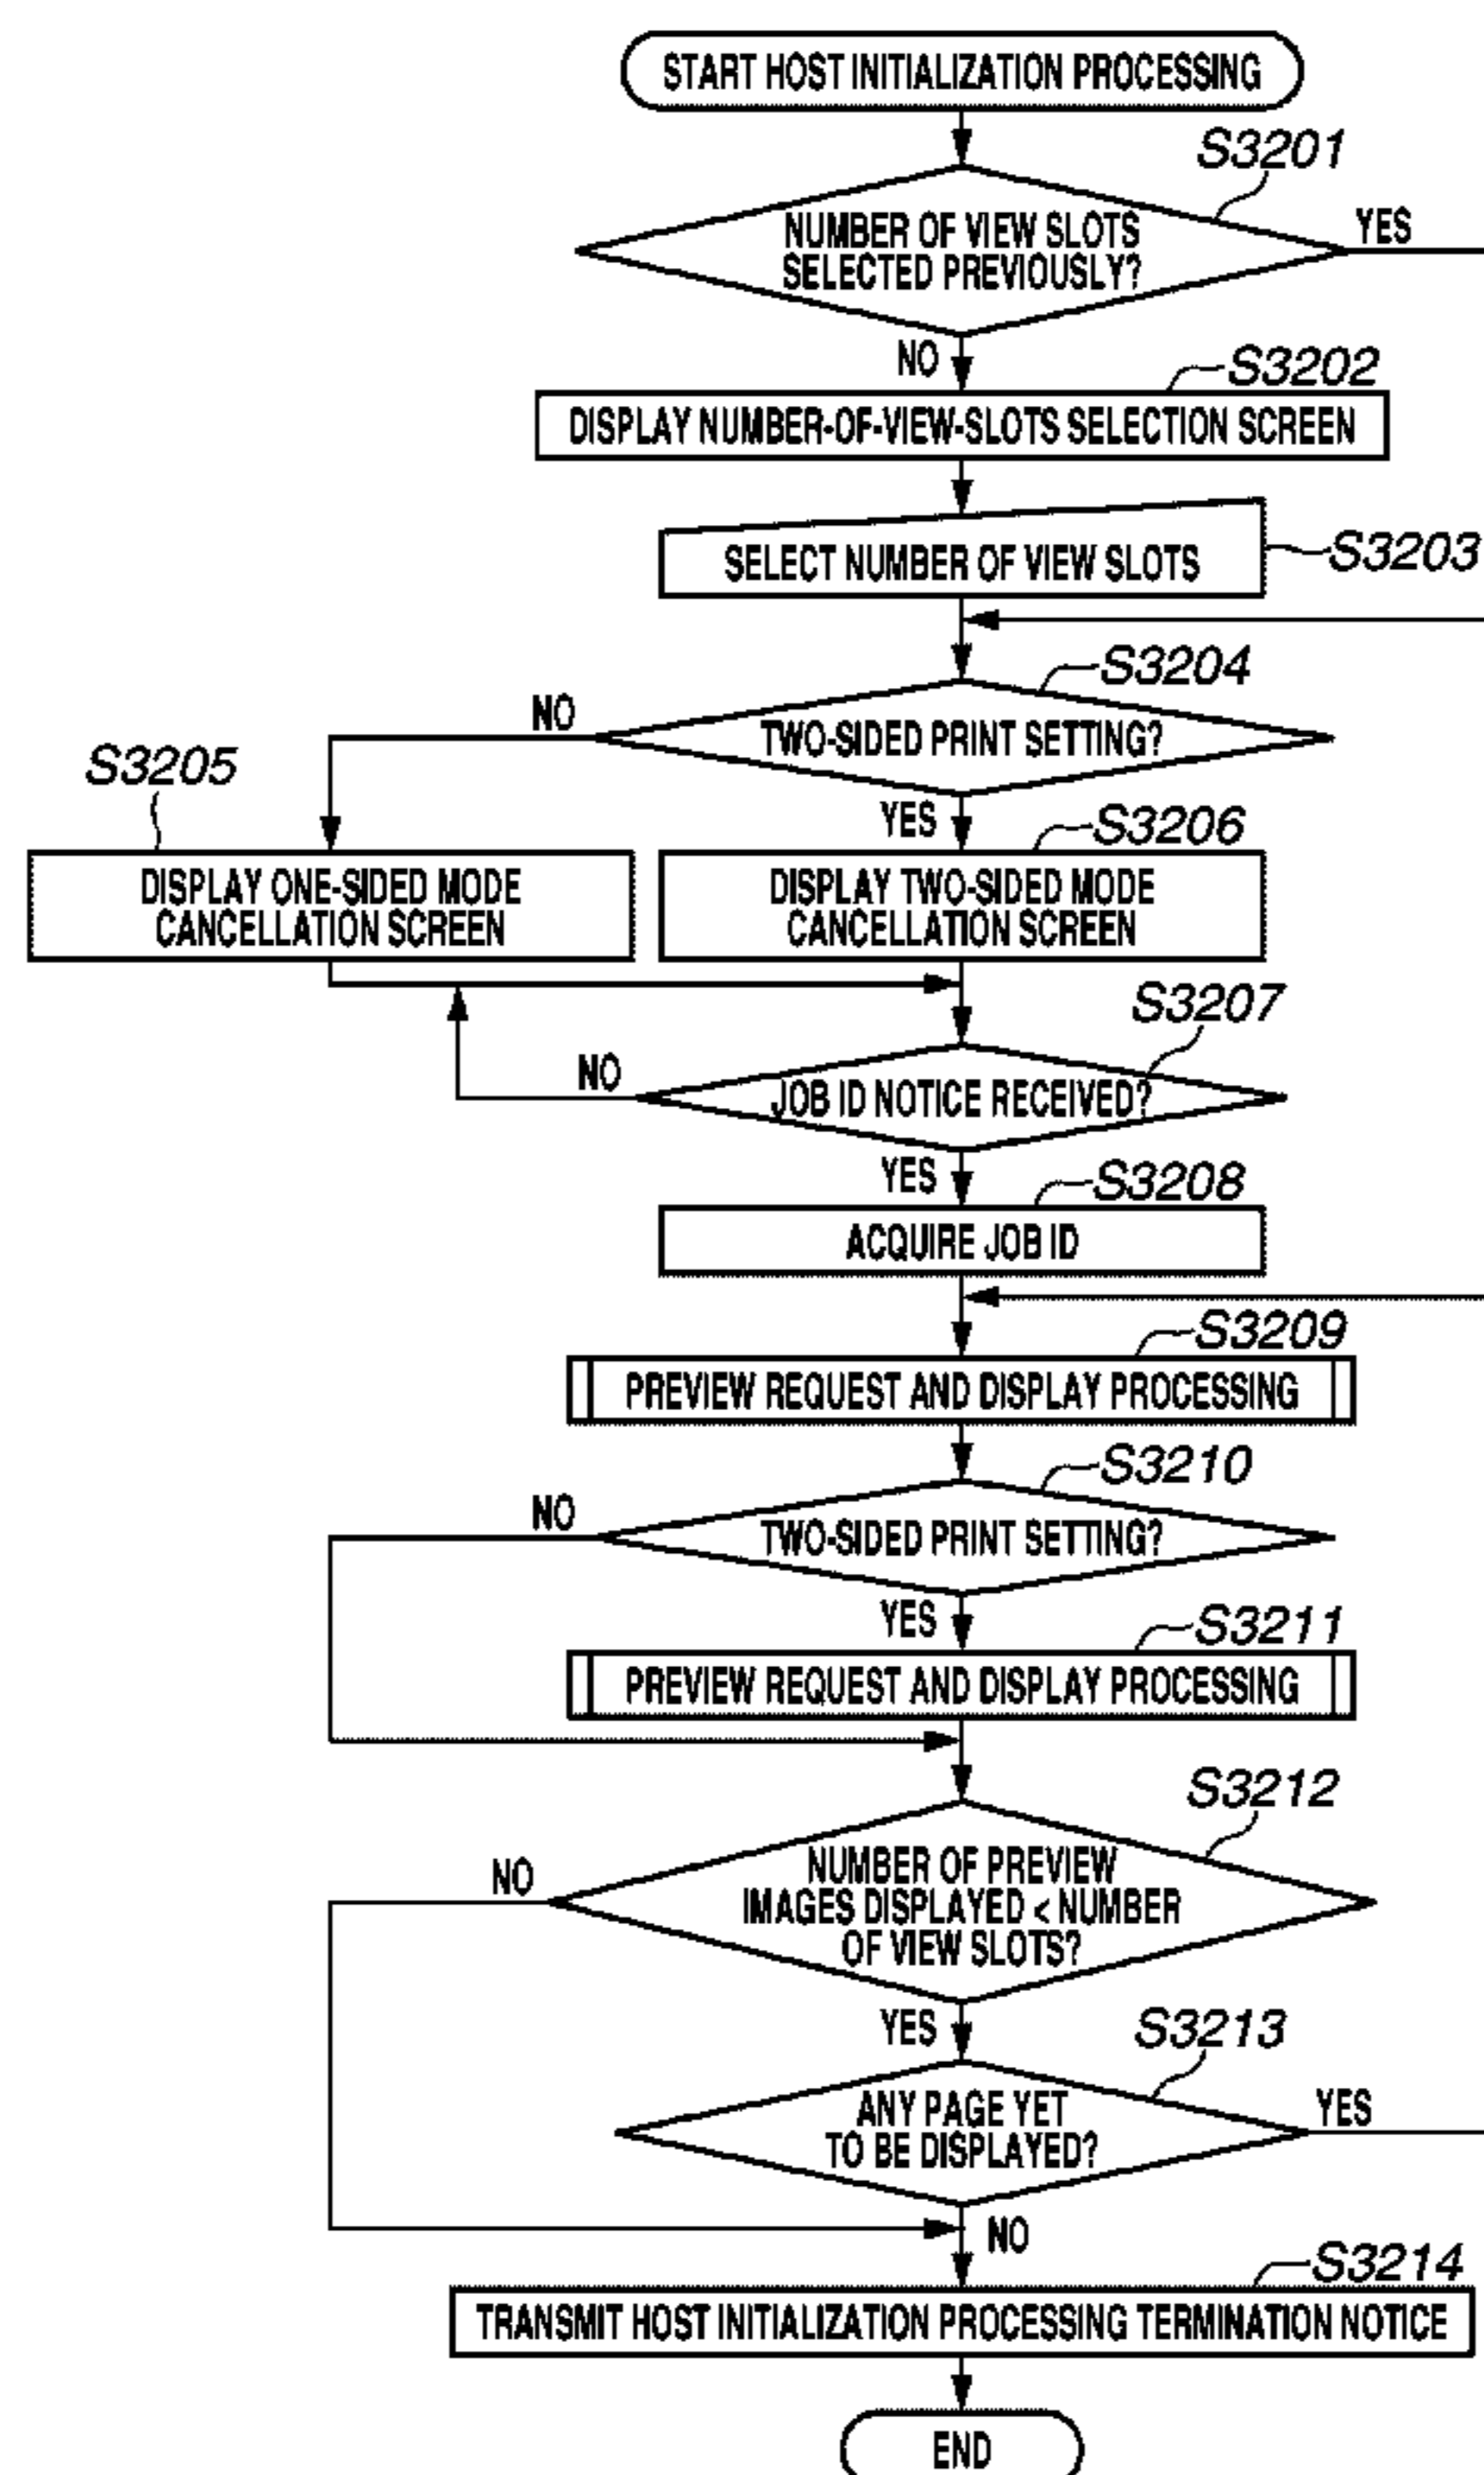 START HOST INITIALIZATION PROCESSING
S3201
NUMBER OF VIEW SLOTS
SELECTED PREVIOUSLY?
YES
NO
S3202
DISPLAY NUMBER-OF-VIEW-SLOTS SELECTION SCREEN
SELECT NUMBER OF VIEW SLOTS
S3203
S3204
NO
TWO-SIDED PRINT SETTING?
S3205
YES
S3206
DISPLAY ONE-SIDED MODE
CANCELLATION SCREEN
DISPLAY TWO-SIDED MODE
CANCELLATION SCREEN
S3207
NO
JOB ID NOTICE RECEIVED?
YES
S3208
ACQUIRE JOB ID
S3209
PREVIEW REQUEST AND DISPLAY PROCESSING
S3210
NO
TWO-SIDED PRINT SETTING?
YES
S3211
PREVIEW REQUEST AND DISPLAY PROCESSING
S3212
NO
NUMBER OF PREVIEW
IMAGES DISPLAYED < NUMBER
OF VIEW SLOTS?
YES
S3213
ANY PAGE YET
TO BE DISPLAYED?
YES
NO
S3214
TRANSMIT HOST INITIALIZATION PROCESSING TERMINATION NOTICE
END